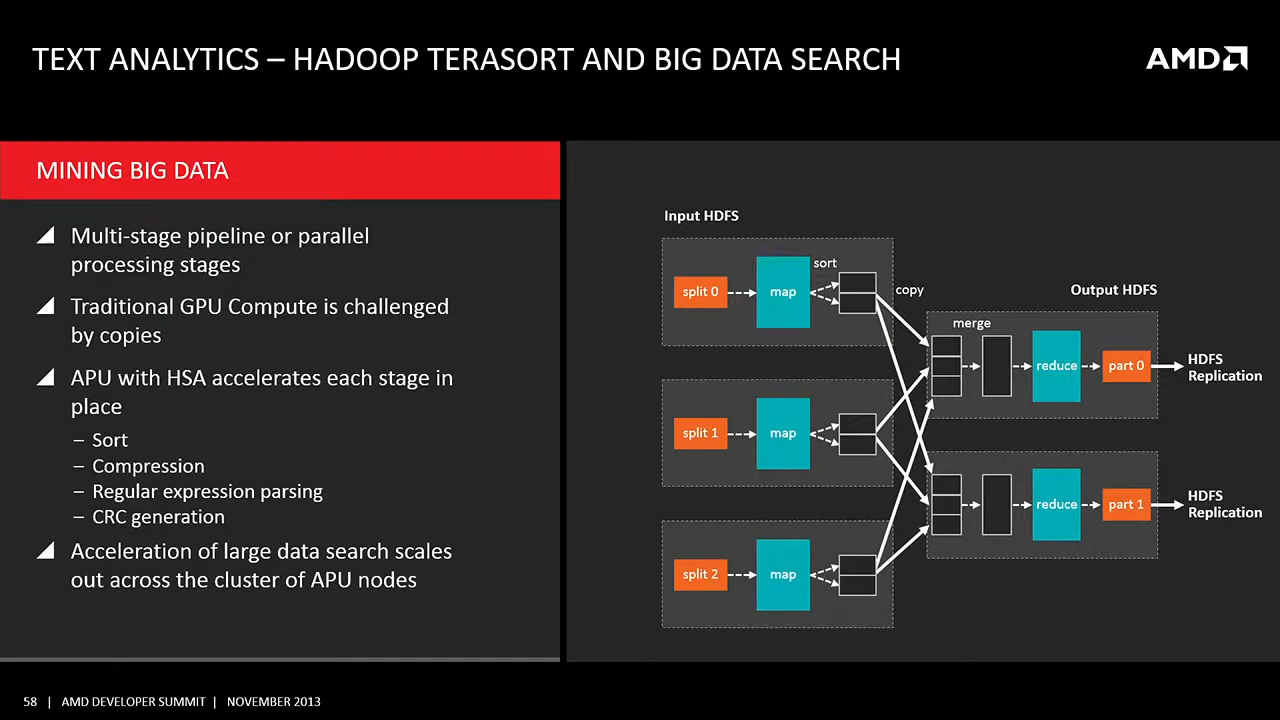 TEXT ANALYTICS – HADOOP TERASORT AND BIG DATA SEARCH
AMD
MINING BIG DATA
Multi-stage pipeline or parallel
processing stages
Traditional GPU Compute is challenged
by copies
APU with HSA accelerates each stage in
place
– Sort
– Compression
– Regular expression parsing
– CRC generation
Acceleration of large data search scales
out across the cluster of APU nodes
Input HDFS
split 0
map
sort
copy
split 1
map
split 2
map
Output HDFS
merge
reduce
part 0
HDFS
Replication
reduce
part 1
HDFS
Replication
58 | AMD DEVELOPER SUMMIT | NOVEMBER 2013